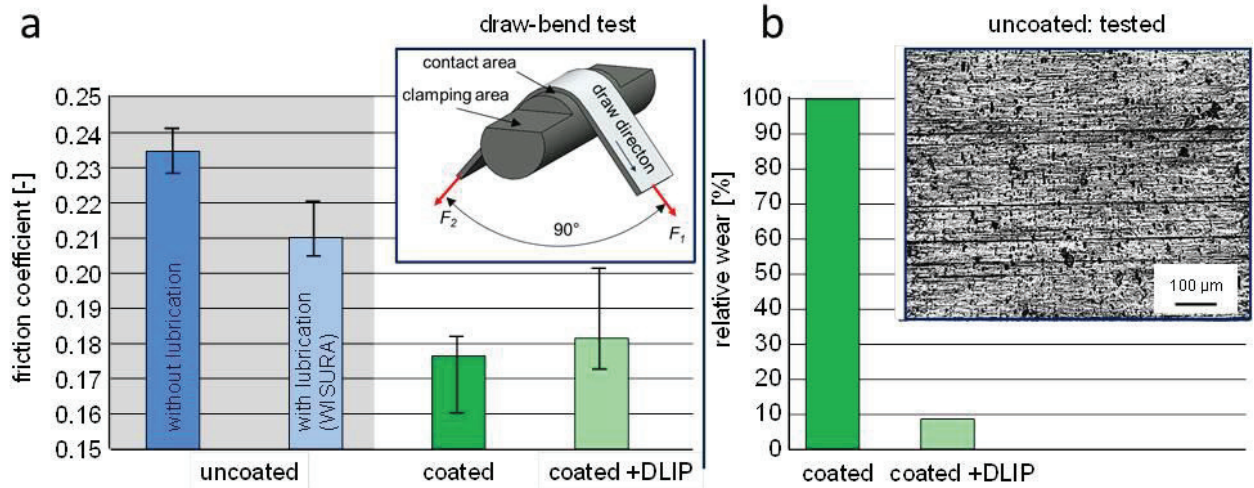 a
draw-bend test
contact area
clamping area
draw directon
F2
90°
F1
friction coefficient [-]
0.25
0.24
0.23
0.22
0.21
0.20
0.19
0.18
0.17
0.16
0.15
without lubrication
with lubrication
(WISURA)
uncoated
coated
coated +DLIP
b
uncoated: tested
100 µm
relative wear [%]
100
90
80
70
60
50
40
30
20
10
0
coated
coated +DLIP